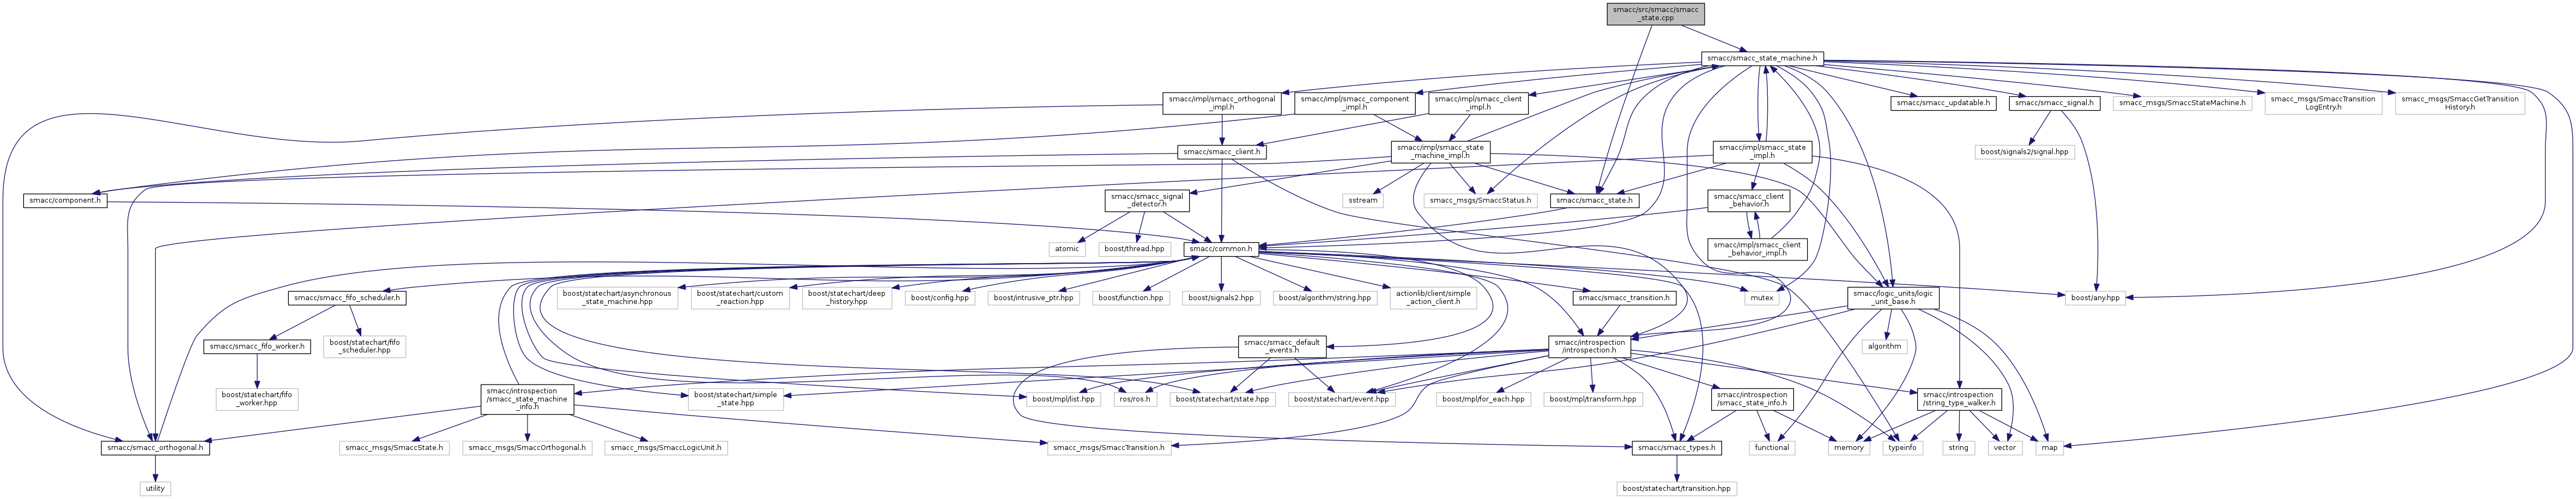 smacc/src/smacc/smacc
_state.cpp
smacc/smacc_state_machine.h
smacc/impl/smacc_orthogonal
_impl.h
smacc/impl/smacc_component
_impl.h
smacc/impl/smacc_client
_impl.h
smacc/smacc_updatable.h
smacc/smacc_signal.h
smacc_msgs/SmaccStateMachine.h
smacc_msgs/SmaccTransition
LogEntry.h
smacc_msgs/SmaccGetTransition
History.h
smacc/smacc_client.h
smacc/impl/smacc_state
_machine_impl.h
smacc/impl/smacc_state
_impl.h
boost/signals2/signal.hpp
smacc/component.h
smacc/smacc_signal
_detector.h
sstream
smacc_msgs/SmaccStatus.h
smacc/smacc_state.h
smacc/smacc_client
_behavior.h
atomic
boost/thread.hpp
smacc/common.h
smacc/impl/smacc_client
_behavior_impl.h
smacc/smacc_fifo_scheduler.h
boost/statechart/asynchronous
_state_machine.hpp
boost/statechart/custom
_reaction.hpp
boost/statechart/deep
_history.hpp
boost/config.hpp
boost/intrusive_ptr.hpp
boost/function.hpp
boost/signals2.hpp
boost/algorithm/string.hpp
actionlib/client/simple
_action_client.h
smacc/smacc_transition.h
mutex
smacc/logic_units/logic
_unit_base.h
boost/any.hpp
smacc/smacc_fifo_worker.h
boost/statechart/fifo
_scheduler.hpp
smacc/smacc_default
_events.h
smacc/introspection
/introspection.h
algorithm
boost/statechart/fifo
_worker.hpp
smacc/introspection
/smacc_state_machine
_info.h
boost/statechart/simple
_state.hpp
boost/mpl/list.hpp
ros/ros.h
boost/statechart/state.hpp
boost/statechart/event.hpp
boost/mpl/for_each.hpp
boost/mpl/transform.hpp
smacc/introspection
/smacc_state_info.h
smacc/introspection
/string_type_walker.h
smacc/smacc_orthogonal.h
smacc_msgs/SmaccState.h
smacc_msgs/SmaccOrthogonal.h
smacc_msgs/SmaccLogicUnit.h
smacc_msgs/SmaccTransition.h
smacc/smacc_types.h
functional
memory
typeinfo
string
vector
map
utility
boost/statechart/transition.hpp